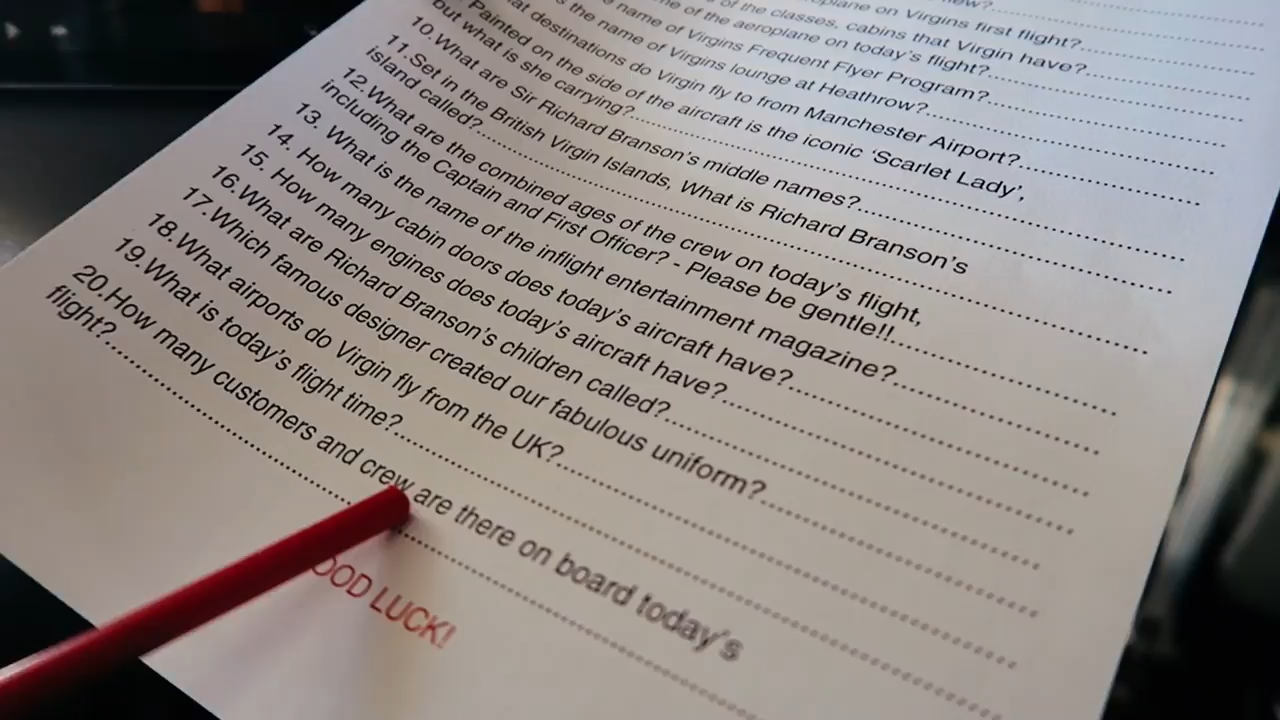 plane on Virgins first flight?
of the classes, cabins that Virgin have?
name of the aeroplane on today's flight?
name of Virgins Frequent Flyer Program?
the name of Virgins lounge at Heathrow?
destinations do Virgin fly to from Manchester Airport?
Painted on the side of the aircraft is the iconic 'Scarlet Lady',
but what is she carrying?
10.What are Sir Richard Branson's middle names?
11.Set in the British Virgin Islands, What is Richard Branson's
island called?
12.What are the combined ages of the crew on today's flight,
including the Captain and First Officer? - Please be gentle!!
13. What is the name of the inflight entertainment magazine?
14. How many cabin doors does today's aircraft have?
15. How many engines does today's aircraft have?
16.What are Richard Branson's children called?
17.Which famous designer created our fabulous uniform?
18.What airports do Virgin fly from the UK?
19.What is today's flight time?
20.How many customers and crew are there on board today's
flight?
OOD LUCK!